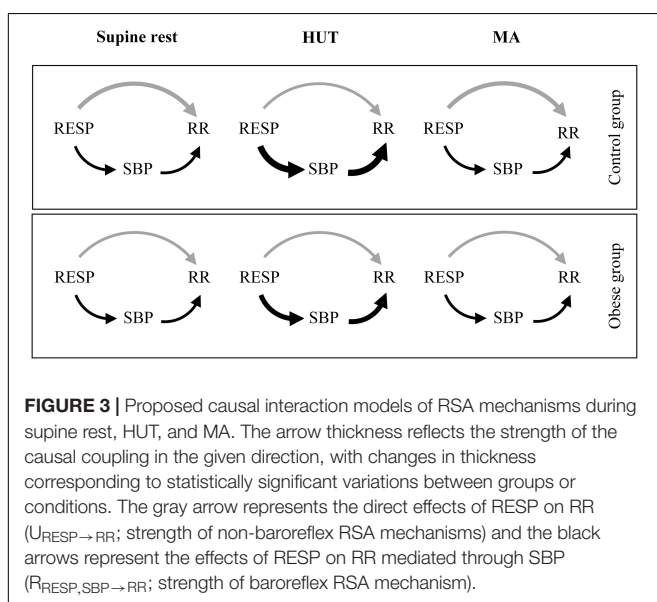 Supine rest HUT MA
RESP RR RESP RR RESP RR
SBP SBP SBP
Control group
RESP RR RESP RR RESP RR
SBP SBP SBP
Obese group
FIGURE 3 | Proposed causal interaction models of RSA mechanisms during
supine rest, HUT, and MA. The arrow thickness reflects the strength of the
causal coupling in the given direction, with changes in thickness
corresponding to statistically significant variations between groups or
conditions. The gray arrow represents the direct effects of RESP on RR
(U_RESP→RR; strength of non-baroreflex RSA mechanisms) and the black
arrows represent the effects of RESP on RR mediated through SBP
(R_RESP,SBP→RR; strength of baroreflex RSA mechanism).